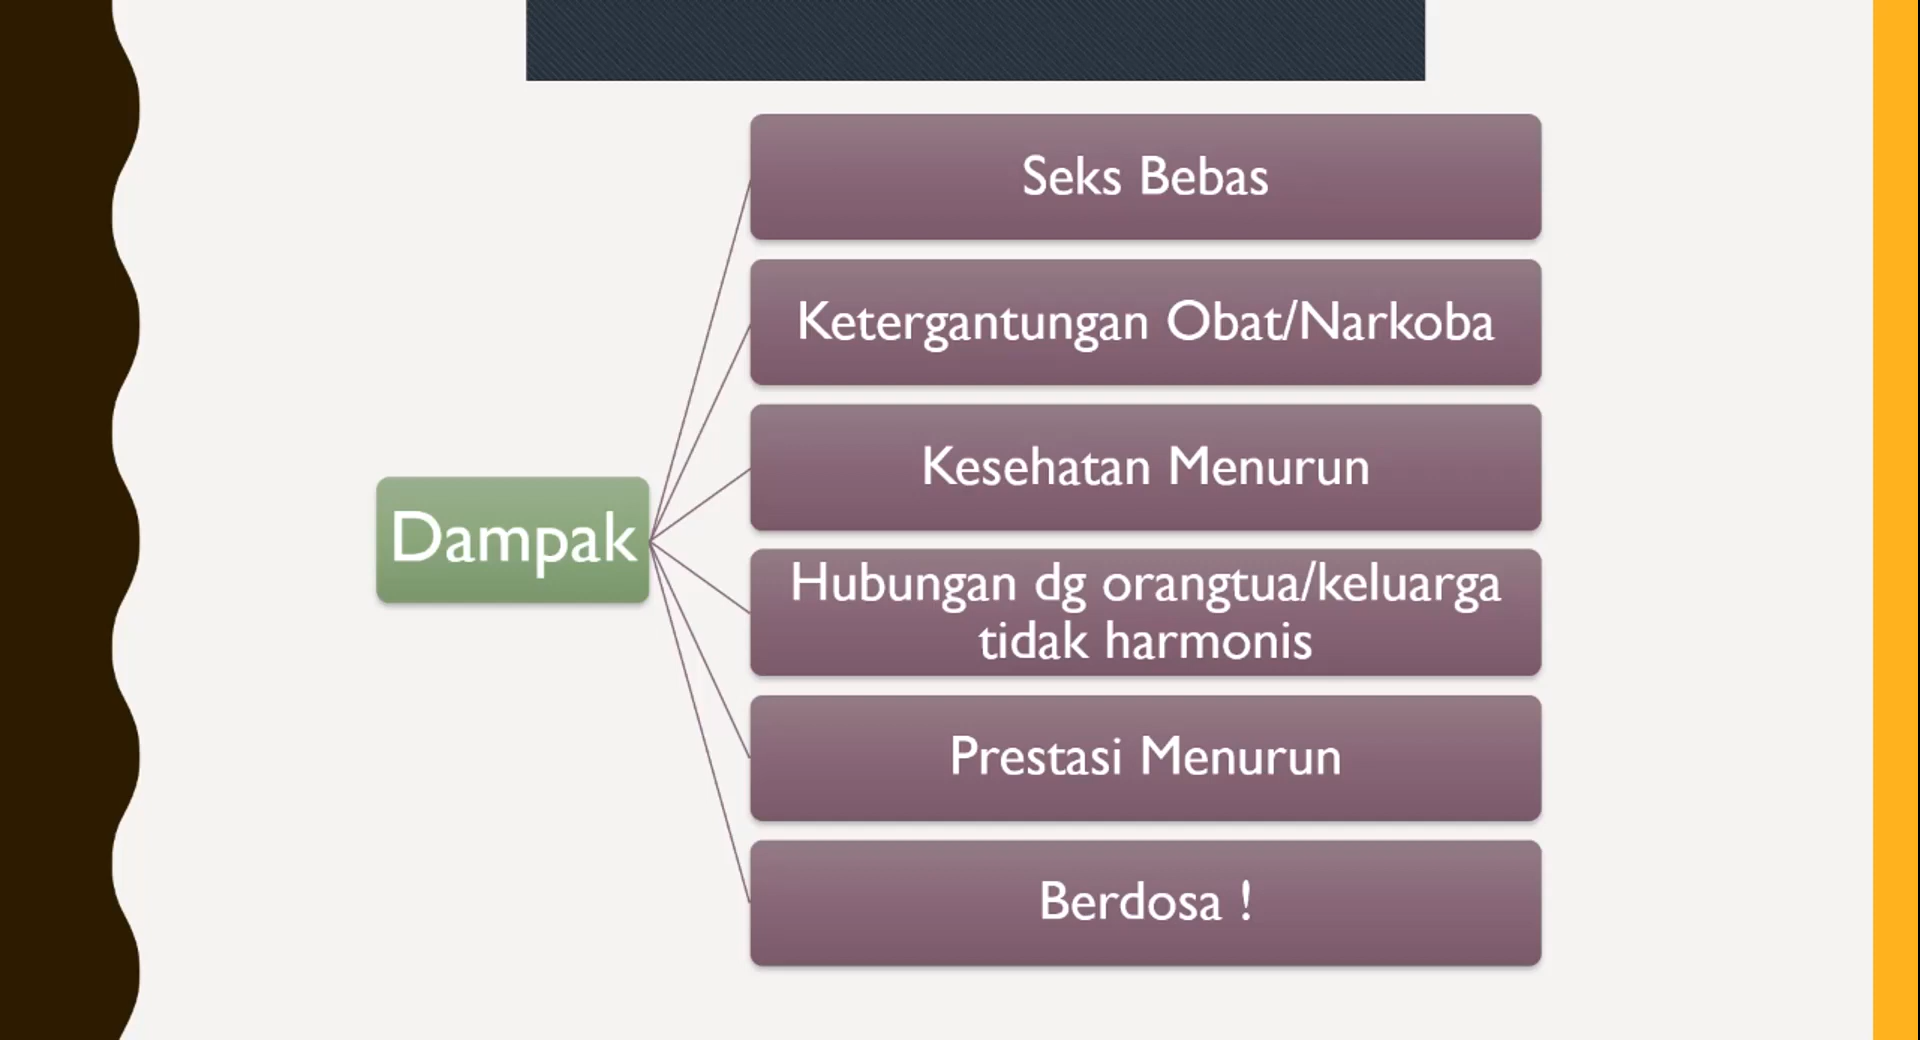 Seks Bebas
Ketergantungan Obat/Narkoba
Kesehatan Menurun
Dampak
Hubungan dg orangtua/keluarga
tidak harmonis
Prestasi Menurun
Berdosa !